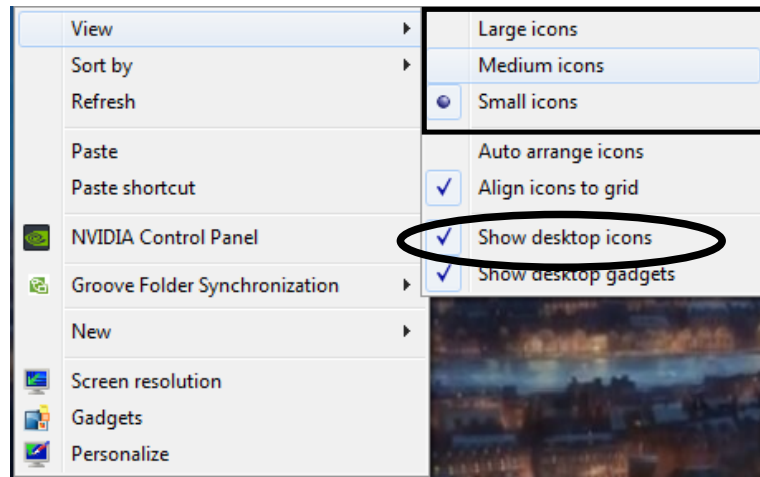 View
Sort by
Refresh
Paste
Paste shortcut
NVIDIA Control Panel
Groove Folder Synchronization
New
Screen resolution
Gadgets
Personalize
Large icons
Medium icons
Small icons
Auto arrange icons
Align icons to grid
Show desktop icons
Show desktop gadgets